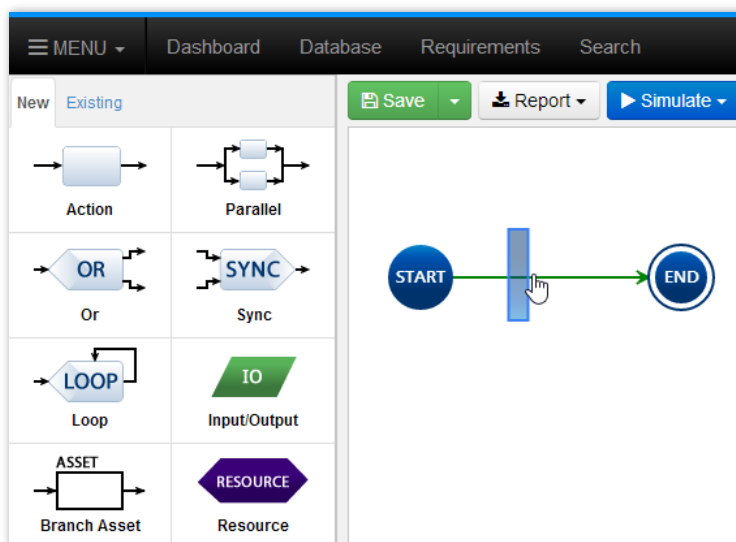 MENU Dashboard Database Requirements Search
New Existing
Save Report Simulate
Action Parallel
OR SYNC
Or Sync
LOOP IO
Loop Input/Output
ASSET RESOURCE
Branch Asset Resource
START END